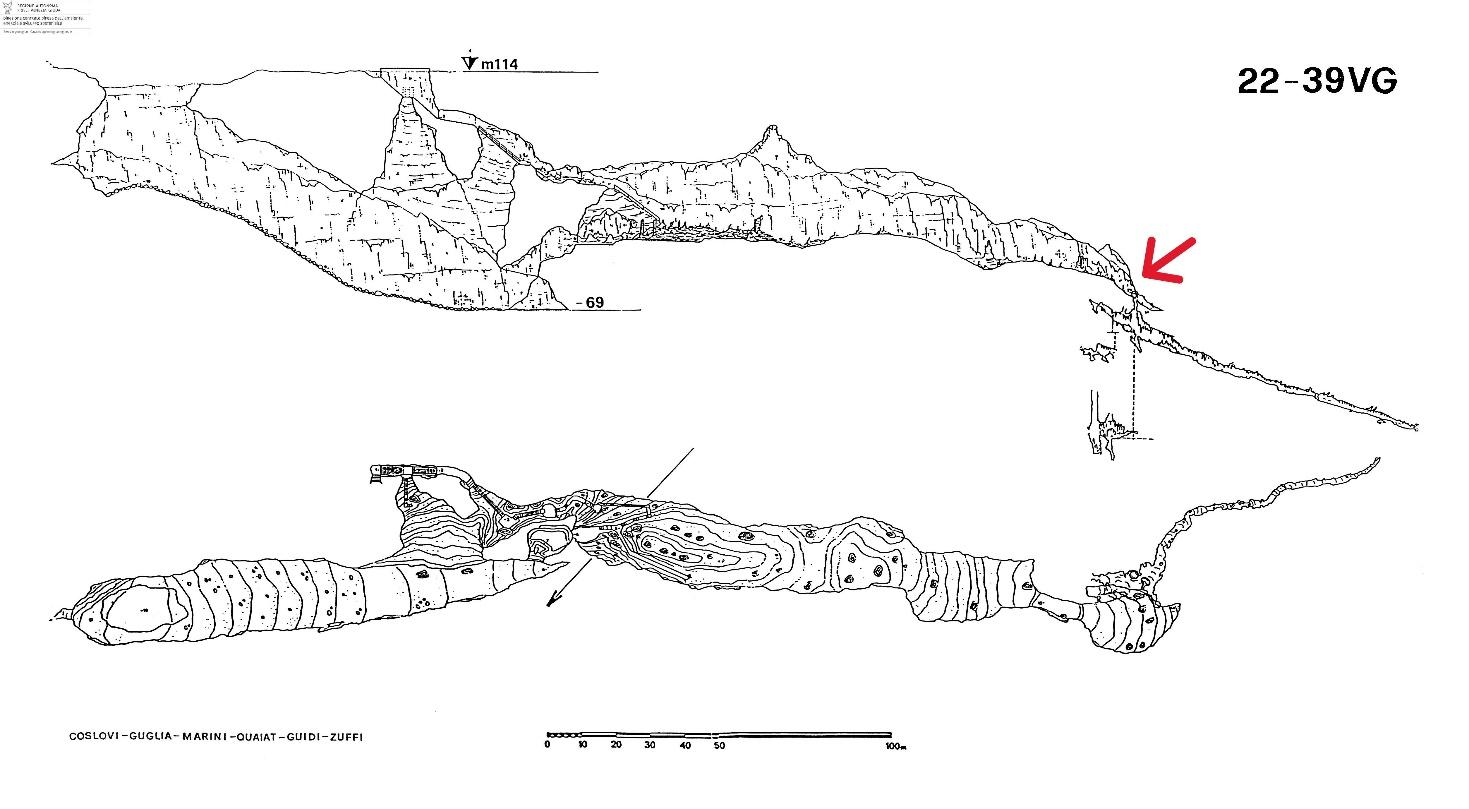 m114
22-39VG
-69
COSLOVI-GUGLIA-MARINI-QUAIAT-GUIDI-ZUFFI
0 10 20 30 40 50 100m